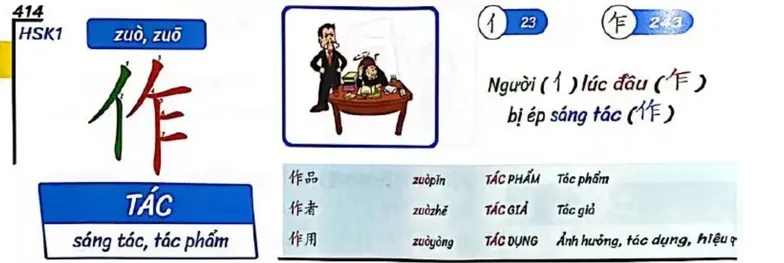 414
HSK1
zuò, zuō
作
TÁC
sáng tác, tác phẩm
亻 23
乍 243
Người (亻) lúc đầu (乍)
bị ép sáng tác (作)
作品 zuòpǐn TÁC PHẨM Tác phẩm
作者 zuòzhě TÁC GIẢ Tác giả
作用 zuòyòng TÁC DỤNG Ảnh hưởng, tác dụng, hiệu